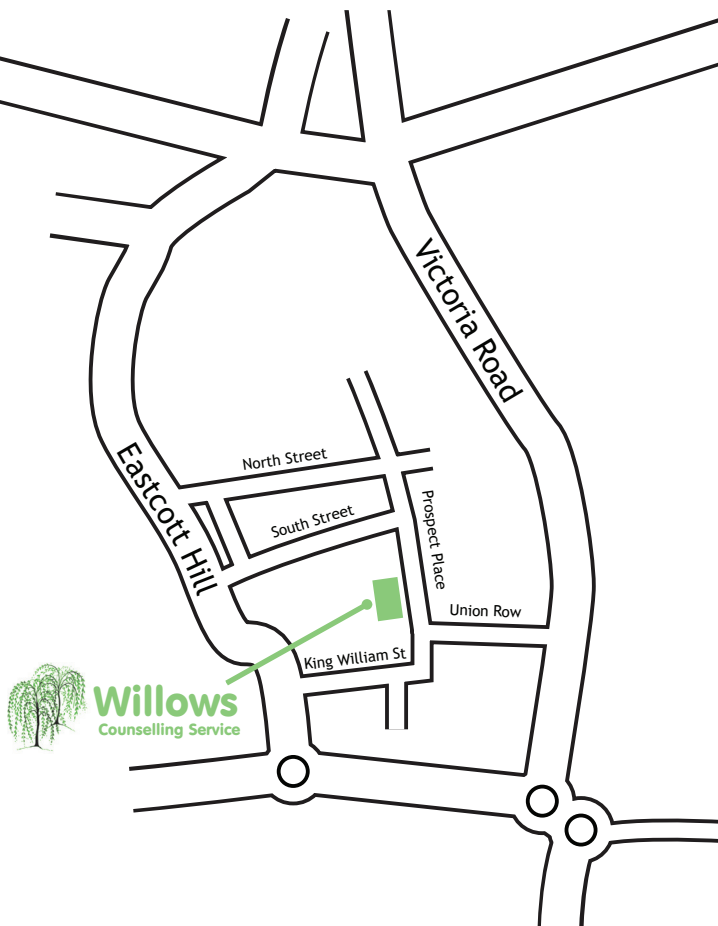 Victoria Road
North Street
Eastcott Hill
South Street
Prospect Place
Union Row
King William St
Willows
Counselling Service